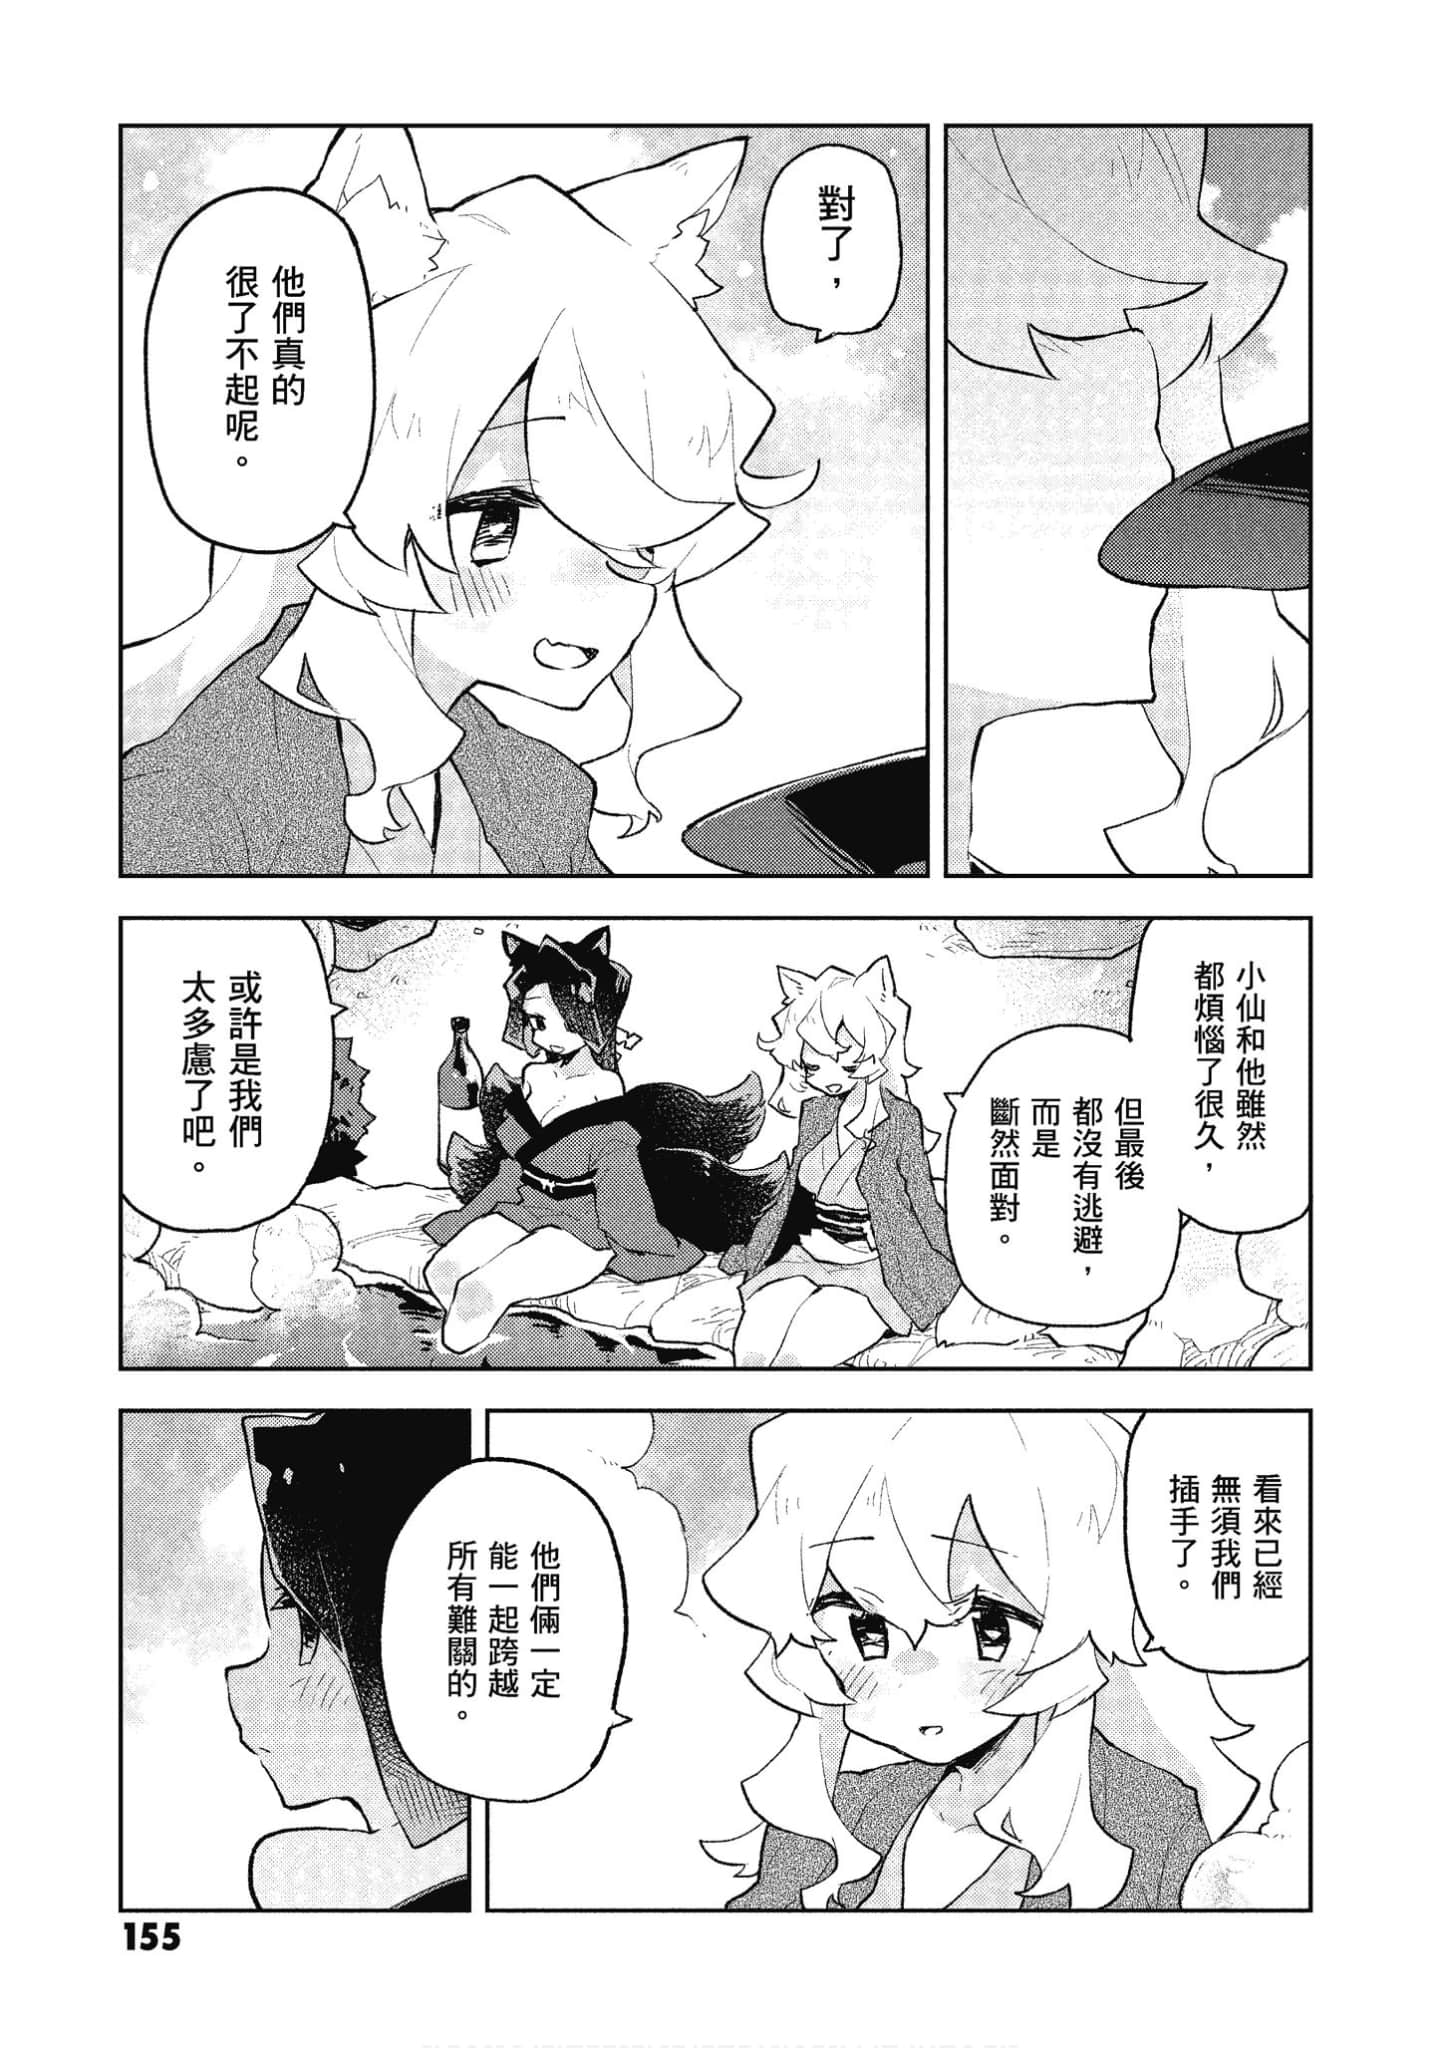 對了，
他們真的
很了不起呢。
小仙和他雖然
都煩惱了很久，
但最後
都沒有逃避，
而是
斷然面對。
或許是我們
太多慮了吧。
看來已經
無須我們
插手了。
他們倆一定
能一起跨越
所有難關的。
155